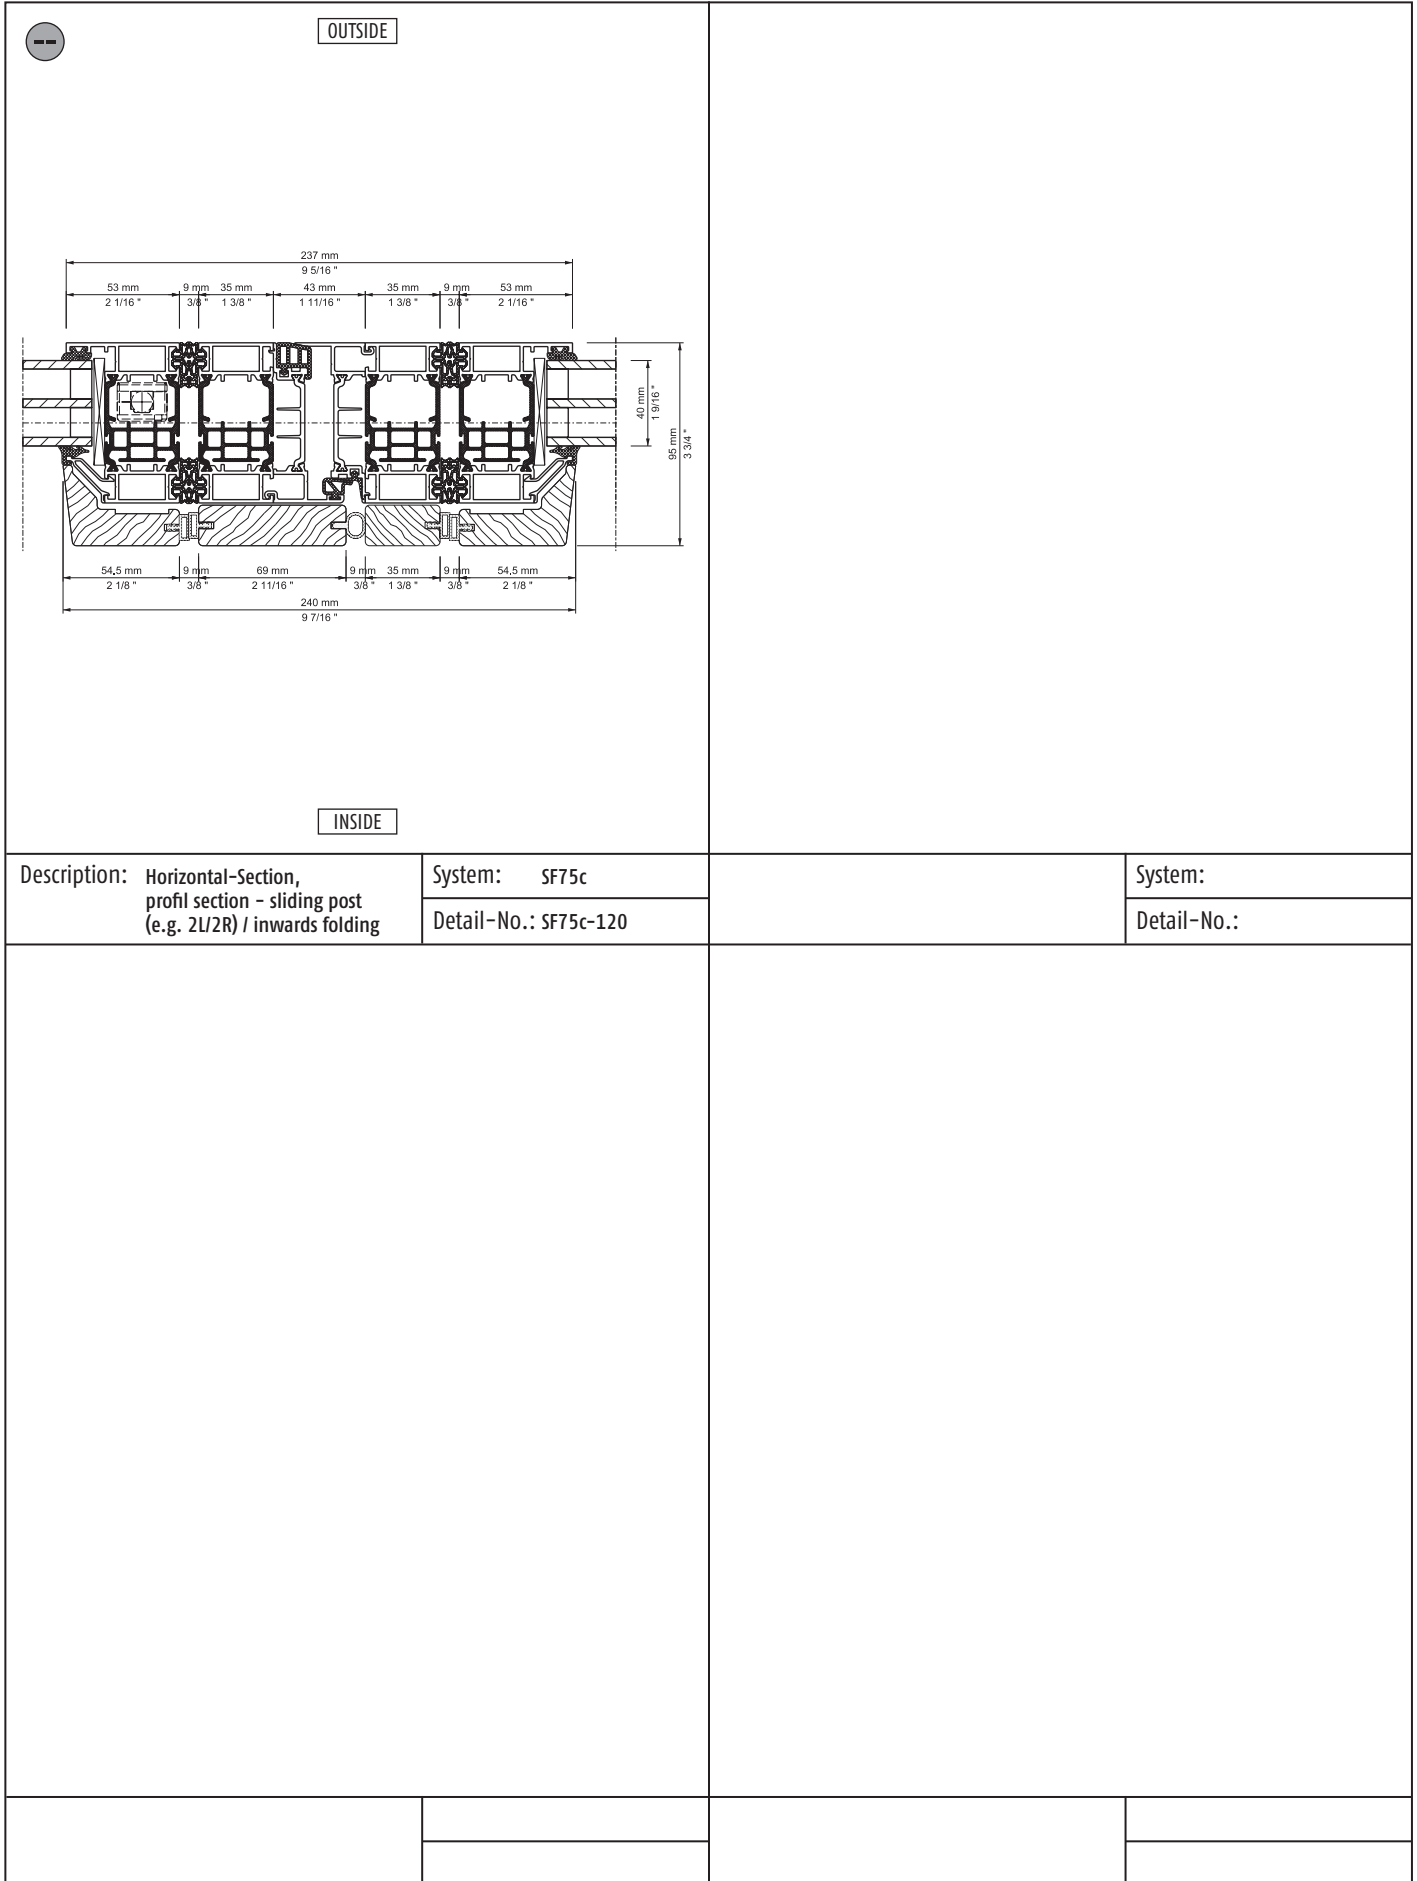 --
OUTSIDE
237 mm
9 5/16 "
53 mm 9 mm 35 mm 43 mm 35 mm 9 mm 53 mm
2 1/16 " 3/8 " 1 3/8 " 1 11/16 " 1 3/8 " 3/8 " 2 1/16 "
40 mm
1 9/16 "
95 mm
3 3/4 "
54,5 mm 9 mm 69 mm 9 mm 35 mm 9 mm 54,5 mm
2 1/8 " 3/8 " 2 11/16 " 3/8 " 1 3/8 " 3/8 " 2 1/8 "
240 mm
9 7/16 "
INSIDE
Description: Horizontal-Section,
profil section - sliding post
(e.g. 2L/2R) / inwards folding
System: SF75c
Detail-No.: SF75c-120
System:
Detail-No.: